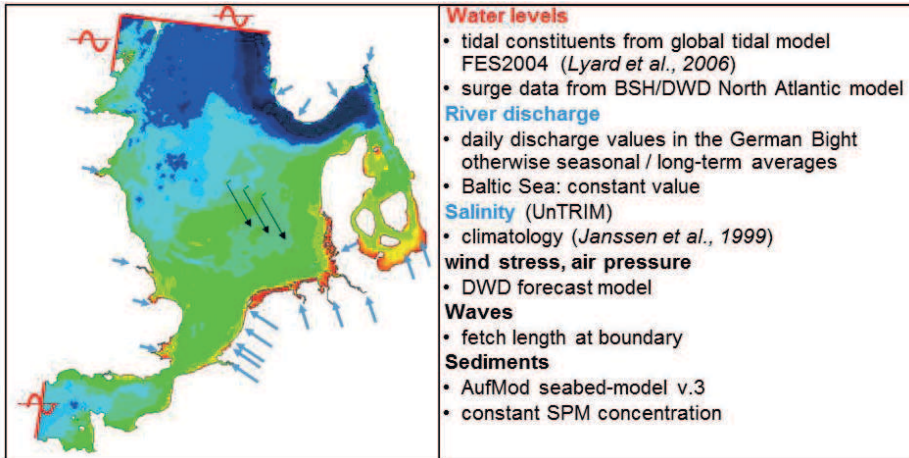 Water levels
• tidal constituents from global tidal model
FES2004 (Lyard et al., 2006)
• surge data from BSH/DWD North Atlantic model
River discharge
• daily discharge values in the German Bight
otherwise seasonal / long-term averages
• Baltic Sea: constant value
Salinity (UnTRIM)
• climatology (Janssen et al., 1999)
wind stress, air pressure
• DWD forecast model
Waves
• fetch length at boundary
Sediments
• AufMod seabed-model v.3
• constant SPM concentration